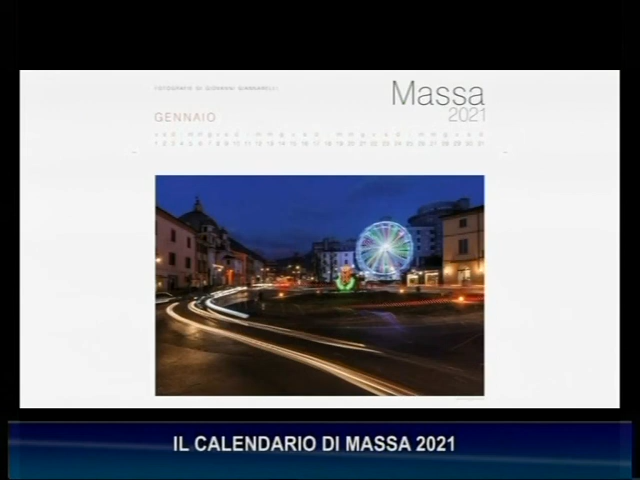 FOTOGRAFIE DI GIOVANNI GIANNARELLI
Massa
2021
GENNAIO
v s d l m m g v s d l m m g v s d l m m g v s d l m m g v s d
1 2 3 4 5 6 7 8 9 10 11 12 13 14 15 16 17 18 19 20 21 22 23 24 25 26 27 28 29 30 31
IL CALENDARIO DI MASSA 2021